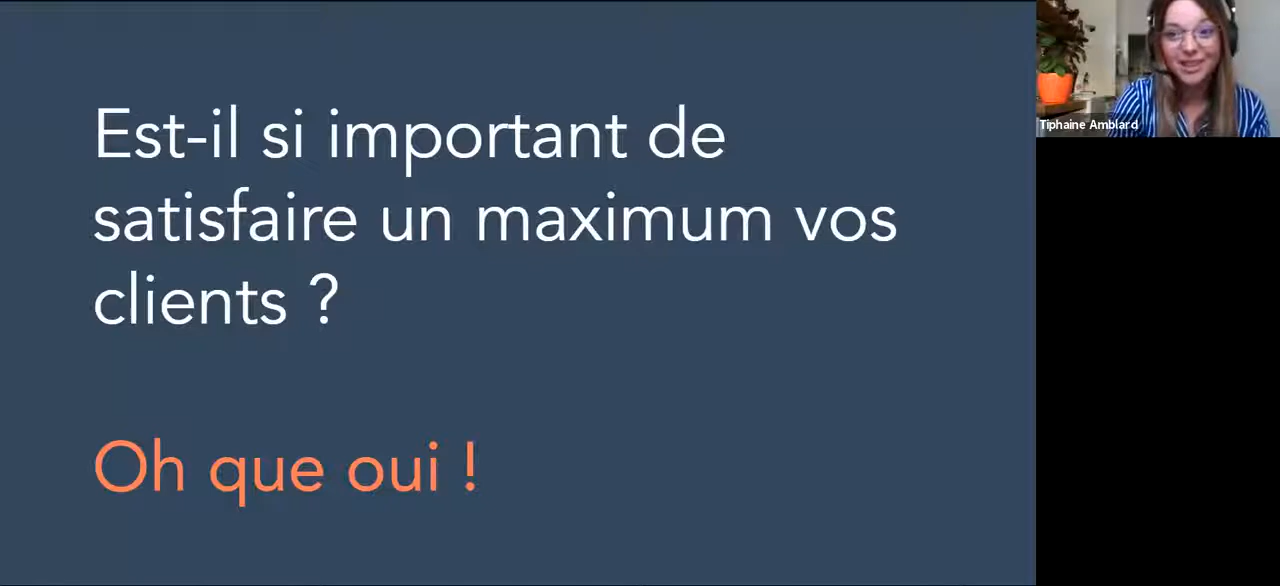 Est-il si important de
satisfaire un maximum vos
clients ?
Oh que oui !
Tiphaine Amblard